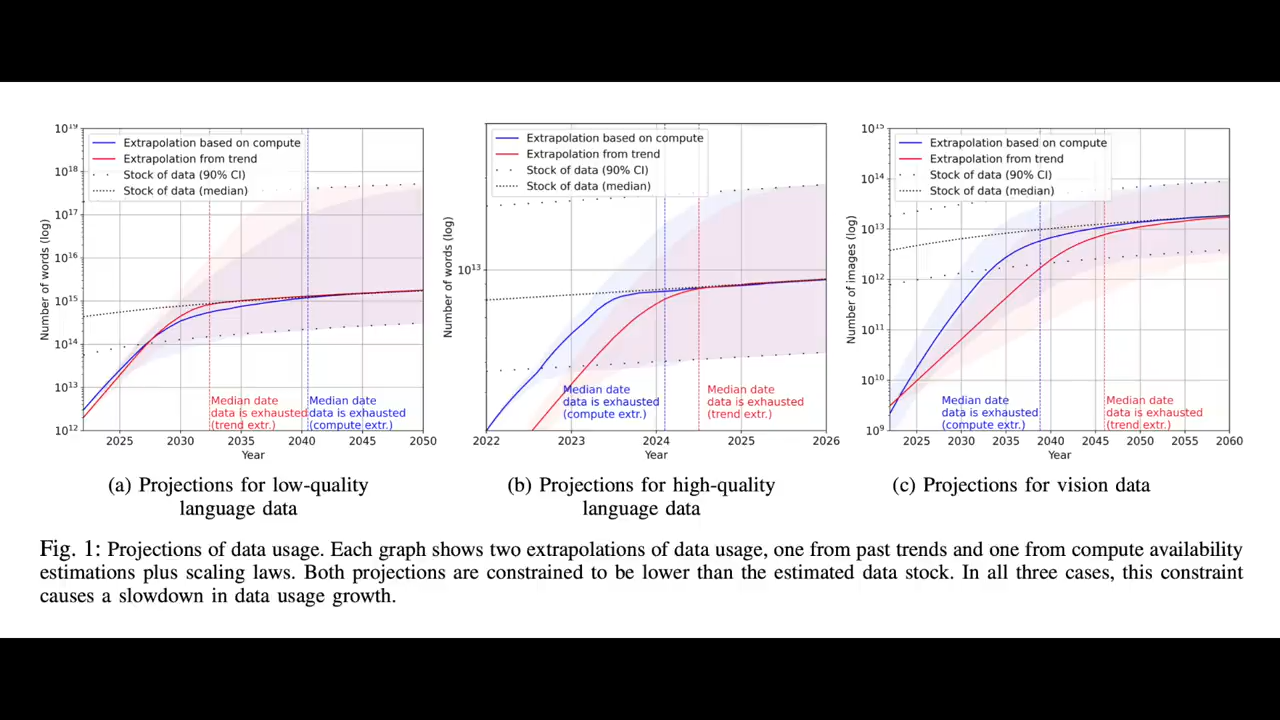 10¹⁹
10¹⁸
10¹⁷
10¹⁶
10¹⁵
10¹⁴
10¹³
10¹²
Number of words (log)
Extrapolation based on compute
Extrapolation from trend
Stock of data (90% CI)
Stock of data (median)
Median date
data is exhausted
(trend extr.)
Median date
data is exhausted
(compute extr.)
2025 2030 2035 2040 2045 2050
Year
(a) Projections for low-quality
language data
10¹³
Number of words (log)
Extrapolation based on compute
Extrapolation from trend
Stock of data (90% CI)
Stock of data (median)
Median date
data is exhausted
(compute extr.)
Median date
data is exhausted
(trend extr.)
2022 2023 2024 2025 2026
Year
(b) Projections for high-quality
language data
10¹⁵
10¹⁴
10¹³
10¹²
10¹¹
10¹⁰
10⁹
Number of images (log)
Extrapolation based on compute
Extrapolation from trend
Stock of data (90% CI)
Stock of data (median)
Median date
data is exhausted
(compute extr.)
Median date
data is exhausted
(trend extr.)
2025 2030 2035 2040 2045 2050 2055 2060
Year
(c) Projections for vision data
Fig. 1: Projections of data usage. Each graph shows two extrapolations of data usage, one from past trends and one from compute availability
estimations plus scaling laws. Both projections are constrained to be lower than the estimated data stock. In all three cases, this constraint
causes a slowdown in data usage growth.